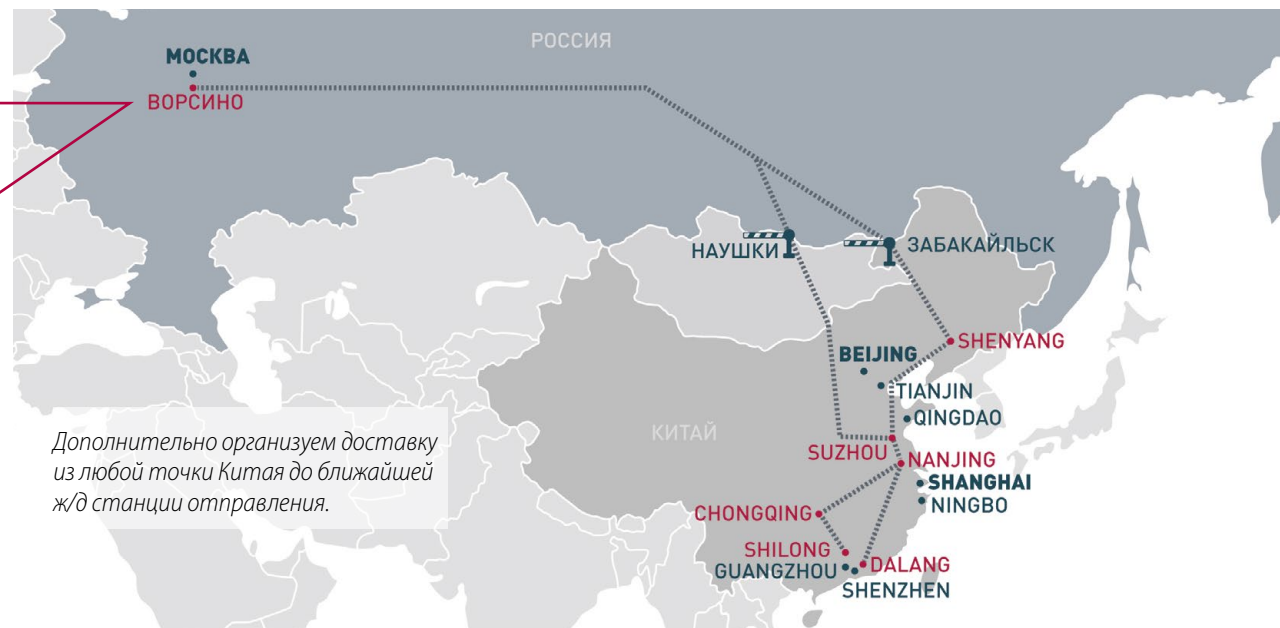 РОССИЯ
МОСКВА
ВОРСИНО
НАУШКИ
ЗАБАКАЙЛЬСК
SHENYANG
BEIJING
TIANJIN
QINGDAO
КИТАЙ
SUZHOU
NANJING
SHANGHAI
NINGBO
CHONGQING
SHILONG
GUANGZHOU
DALANG
SHENZHEN
Дополнительно организуем доставку
из любой точки Китая до ближайшей
ж/д станции отправления.